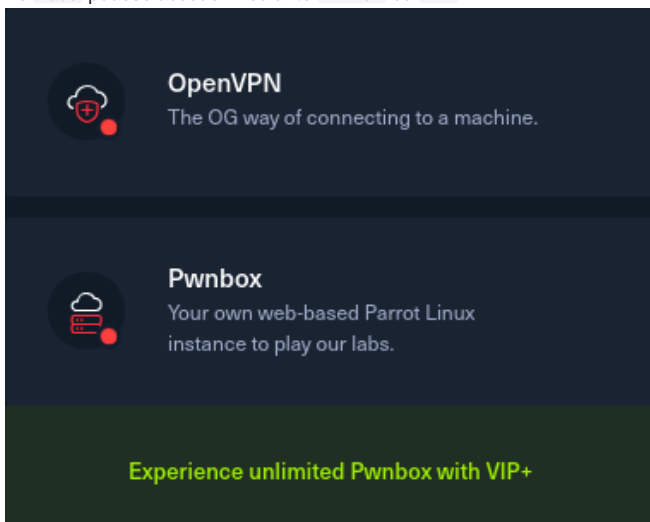 OpenVPN
The OG way of connecting to a machine.
Pwnbox
Your own web-based Parrot Linux
instance to play our labs.
Experience unlimited Pwnbox with VIP+